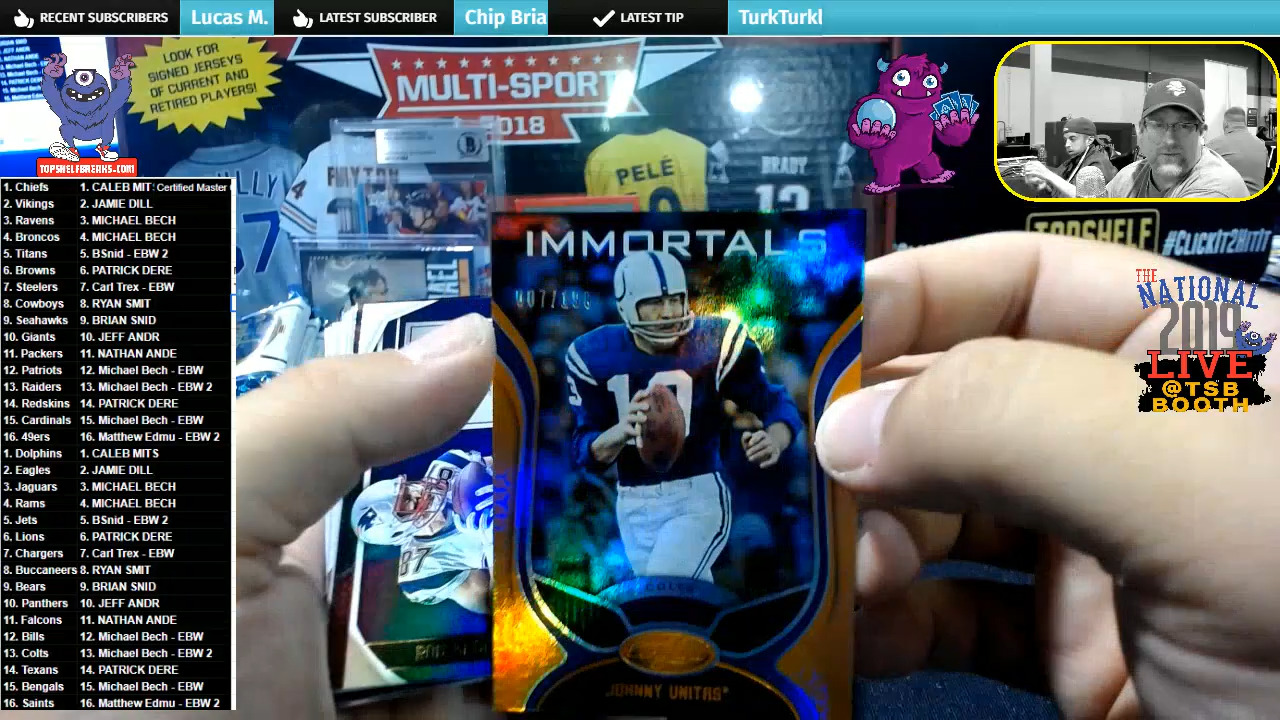 RECENT SUBSCRIBERS
Lucas M.
LATEST SUBSCRIBER
Chip Bria
LATEST TIP
TurkTurkl
LOOK FOR
SIGNED JERSEYS
OF CURRENT AND
RETIRED PLAYERS!
MULTI-SPORT
2018
PELÉ
BRADY
12
TOPSHELFBREAKS.COM
TOPSHELF
#CLICKIT2HITIT
THE
NATIONAL
2019
LIVE
@TSB
BOOTH
1. Chiefs 1. CALEB MIT: Certified Master
2. Vikings 2. JAMIE DILL
3. Ravens 3. MICHAEL BECH
4. Broncos 4. MICHAEL BECH
5. Titans 5. BSnid - EBW 2
6. Browns 6. PATRICK DERE
7. Steelers 7. Carl Trex - EBW
8. Cowboys 8. RYAN SMIT
9. Seahawks 9. BRIAN SNID
10. Giants 10. JEFF ANDR
11. Packers 11. NATHAN ANDE
12. Patriots 12. Michael Bech - EBW
13. Raiders 13. Michael Bech - EBW 2
14. Redskins 14. PATRICK DERE
15. Cardinals 15. Michael Bech - EBW
16. 49ers 16. Matthew Edmu - EBW 2
1. Dolphins 1. CALEB MITS
2. Eagles 2. JAMIE DILL
3. Jaguars 3. MICHAEL BECH
4. Rams 4. MICHAEL BECH
5. Jets 5. BSnid - EBW 2
6. Lions 6. PATRICK DERE
7. Chargers 7. Carl Trex - EBW
8. Buccaneers 8. RYAN SMIT
9. Bears 9. BRIAN SNID
10. Panthers 10. JEFF ANDR
11. Falcons 11. NATHAN ANDE
12. Bills 12. Michael Bech - EBW
13. Colts 13. Michael Bech - EBW 2
14. Texans 14. PATRICK DERE
15. Bengals 15. Michael Bech - EBW
16. Saints 16. Matthew Edmu - EBW 2
IMMORTALS
19
COLTS
JOHNNY UNITAS
87